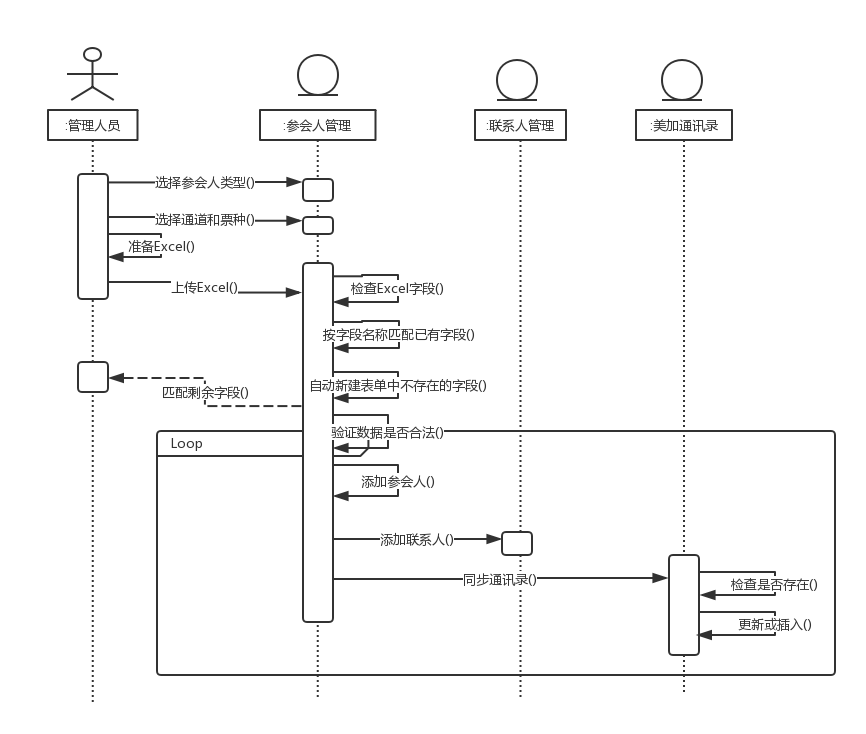 :管理人员
:参会人管理
:联系人管理
:美加通讯录
选择参会人类型()
选择通道和票种()
准备Excel()
上传Excel()
检查Excel字段()
按字段名称匹配已有字段()
自动新建表单中不存在的字段()
匹配剩余字段()
验证数据是否合法()
Loop
添加参会人()
添加联系人()
同步通讯录()
检查是否存在()
更新或插入()